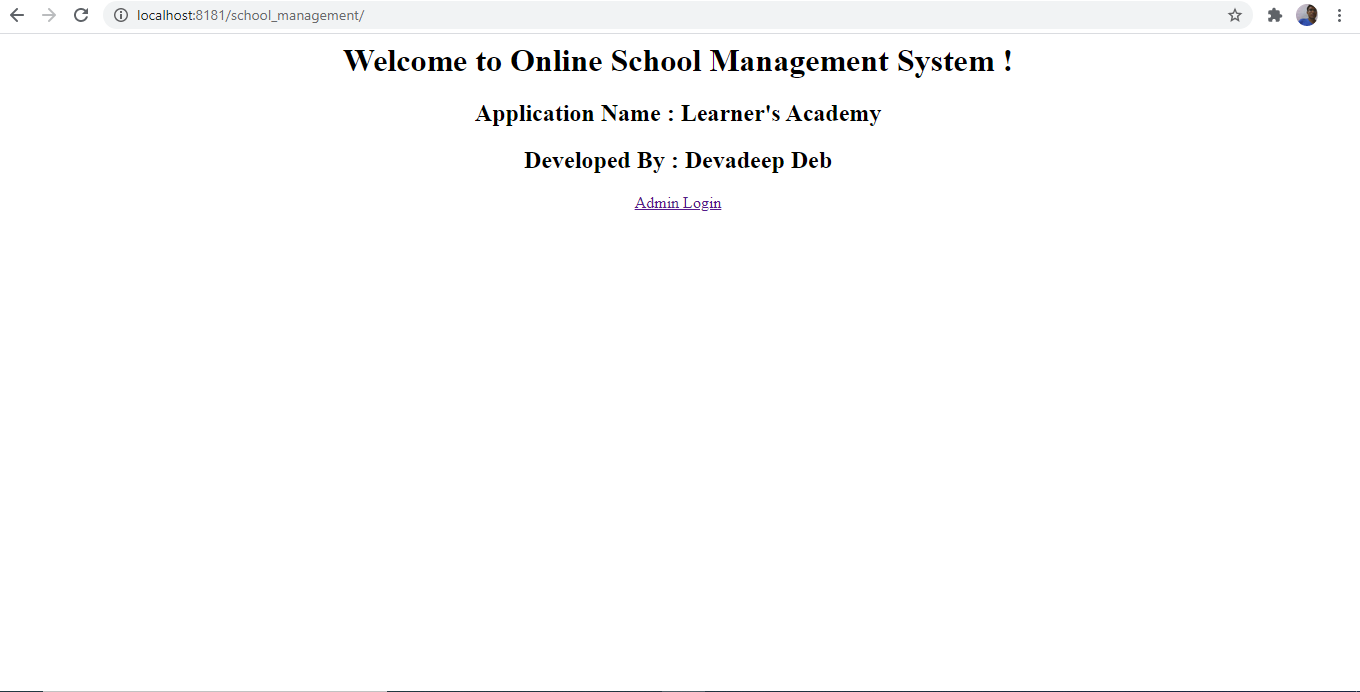 localhost:8181/school_management/
Welcome to Online School Management System !
Application Name : Learner's Academy
Developed By : Devadeep Deb
Admin Login